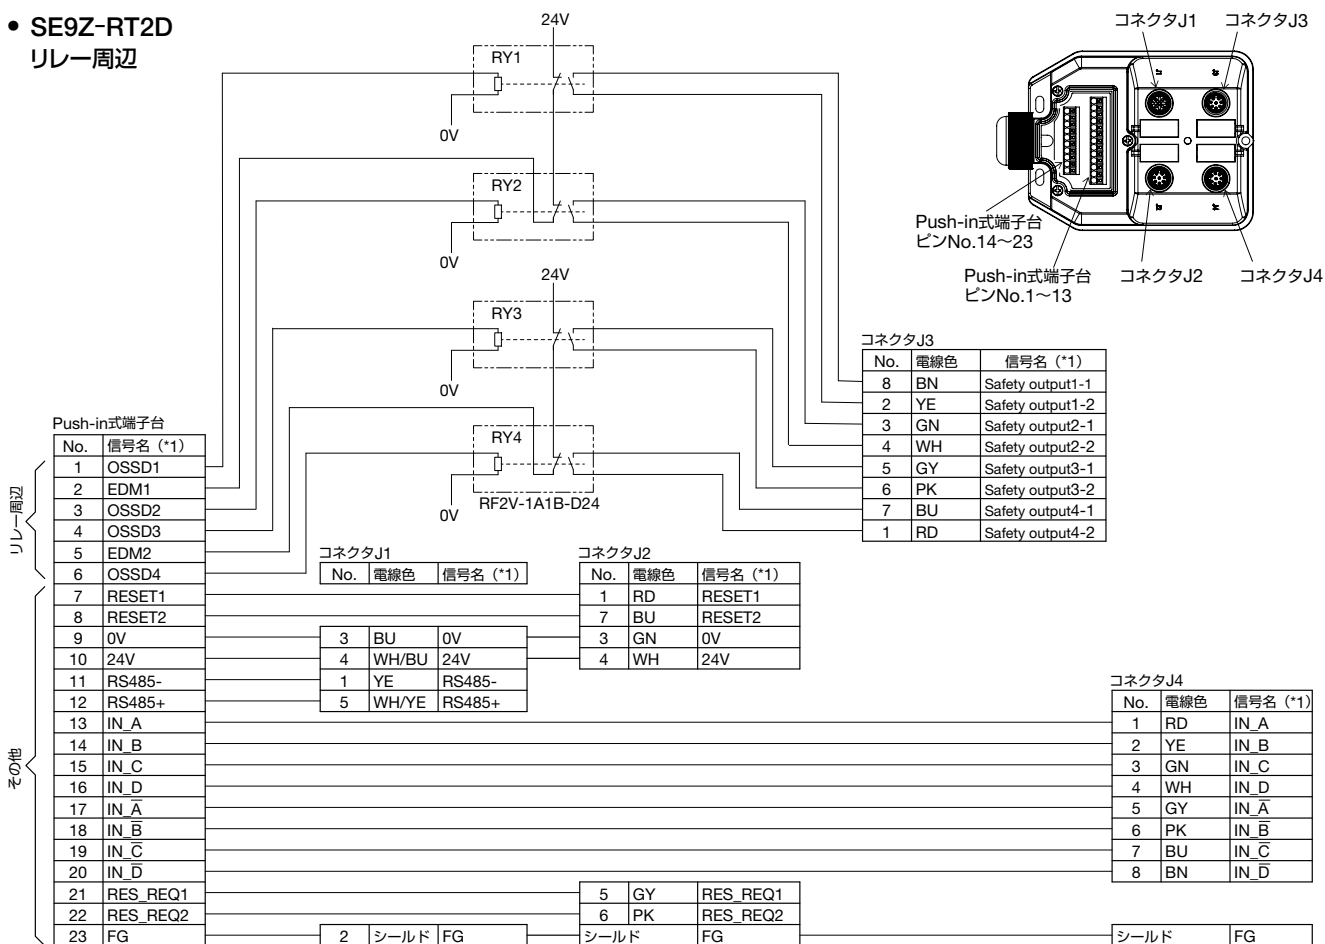 • SE9Z-RT2D
リレー周辺
24V
RY1
0V
RY2
0V
24V
RY3
0V
RY4
0V
RF2V-1A1B-D24
コネクタJ1 コネクタJ3
J1 J3
J2 J4
Push-in式端子台
ピンNo.14～23
Push-in式端子台
ピンNo.1～13
コネクタJ2 コネクタJ4
コネクタJ3
No. 電線色 信号名（*1）
8 BN Safety output1-1
2 YE Safety output1-2
3 GN Safety output2-1
4 WH Safety output2-2
5 GY Safety output3-1
6 PK Safety output3-2
7 BU Safety output4-1
1 RD Safety output4-2
Push-in式端子台
No. 信号名（*1）
リレー周辺
1 OSSD1
2 EDM1
3 OSSD2
4 OSSD3
5 EDM2
6 OSSD4
その他
7 RESET1
8 RESET2
9 0V
10 24V
11 RS485-
12 RS485+
13 IN_A
14 IN_B
15 IN_C
16 IN_D
17 IN_A̅
18 IN_B̅
19 IN_C̅
20 IN_D̅
21 RES_REQ1
22 RES_REQ2
23 FG
コネクタJ1
No. 電線色 信号名（*1）
3 BU 0V
4 WH/BU 24V
1 YE RS485-
5 WH/YE RS485+
2 シールド FG
コネクタJ2
No. 電線色 信号名（*1）
1 RD RESET1
7 BU RESET2
3 GN 0V
4 WH 24V
5 GY RES_REQ1
6 PK RES_REQ2
シールド FG
コネクタJ4
No. 電線色 信号名（*1）
1 RD IN_A
2 YE IN_B
3 GN IN_C
4 WH IN_D
5 GY IN_A̅
6 PK IN_B̅
7 BU IN_C̅
8 BN IN_D̅
シールド FG